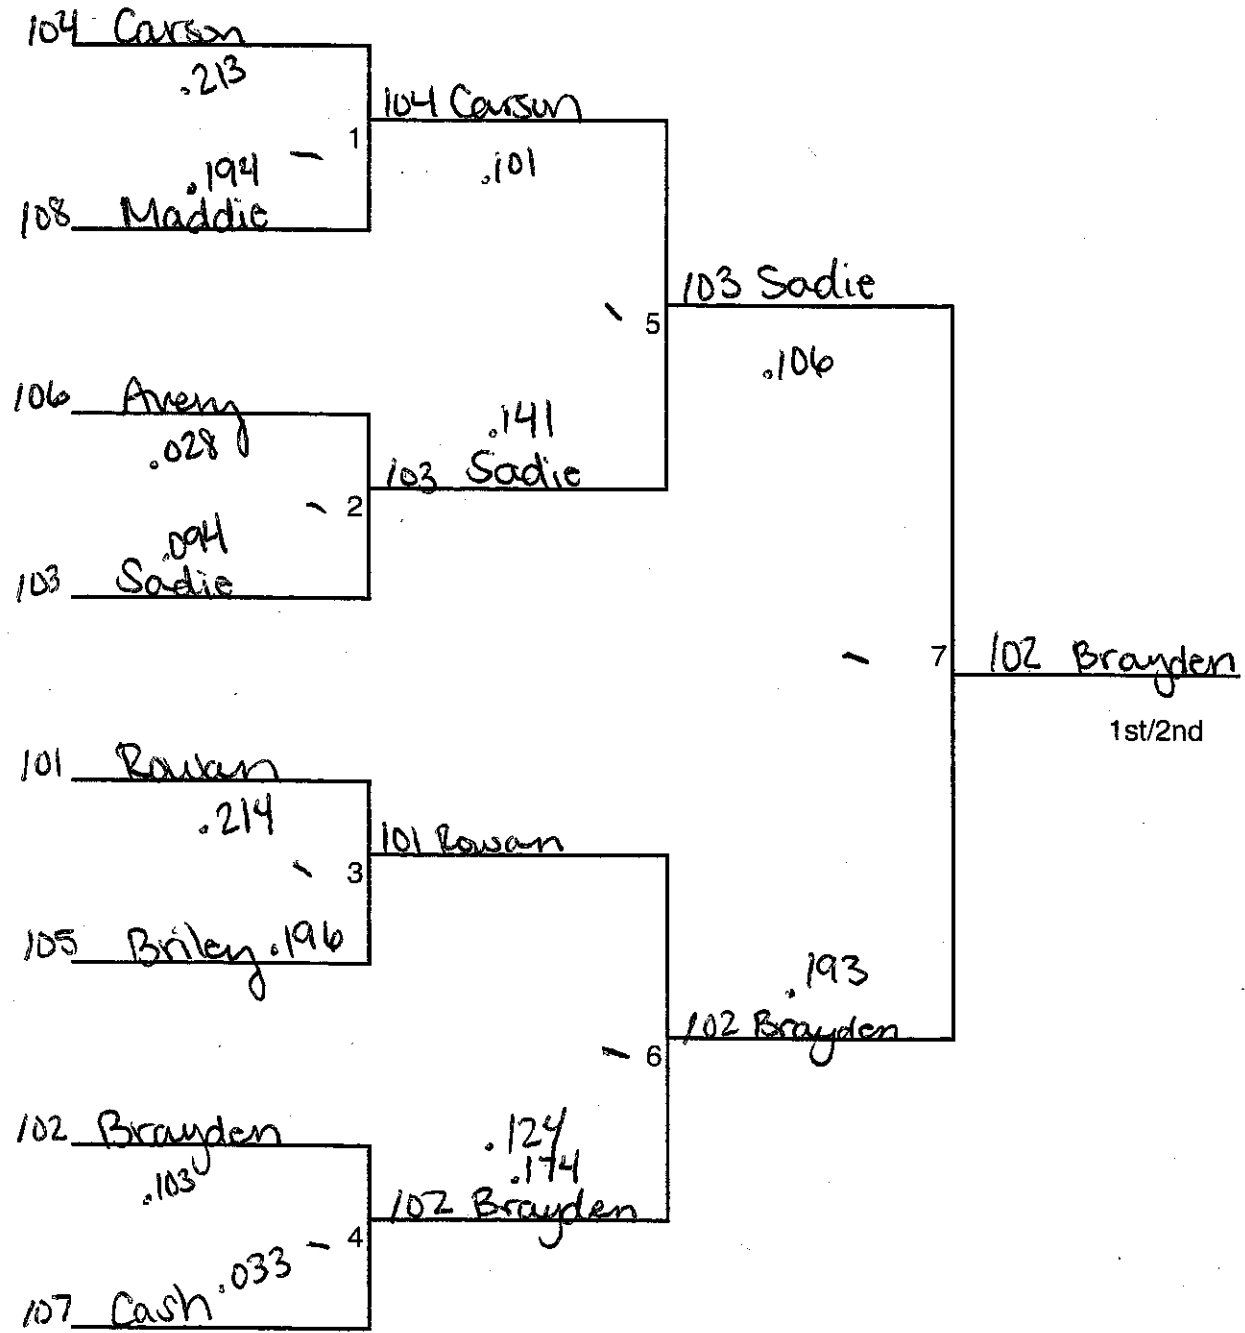 104 Carson
.213
104 Carson
1
.101
.194
108 Maddie
103 Sadie
5
.106
106 Avery
.028
.141
103 Sadie
2
.094
103 Sadie
7
102 Brayden
1st/2nd
101 Rowan
.214
101 Rowan
3
105 Briley .196
.193
102 Brayden
6
102 Brayden
.103
.124
.174
102 Brayden
4
107 Cash .033